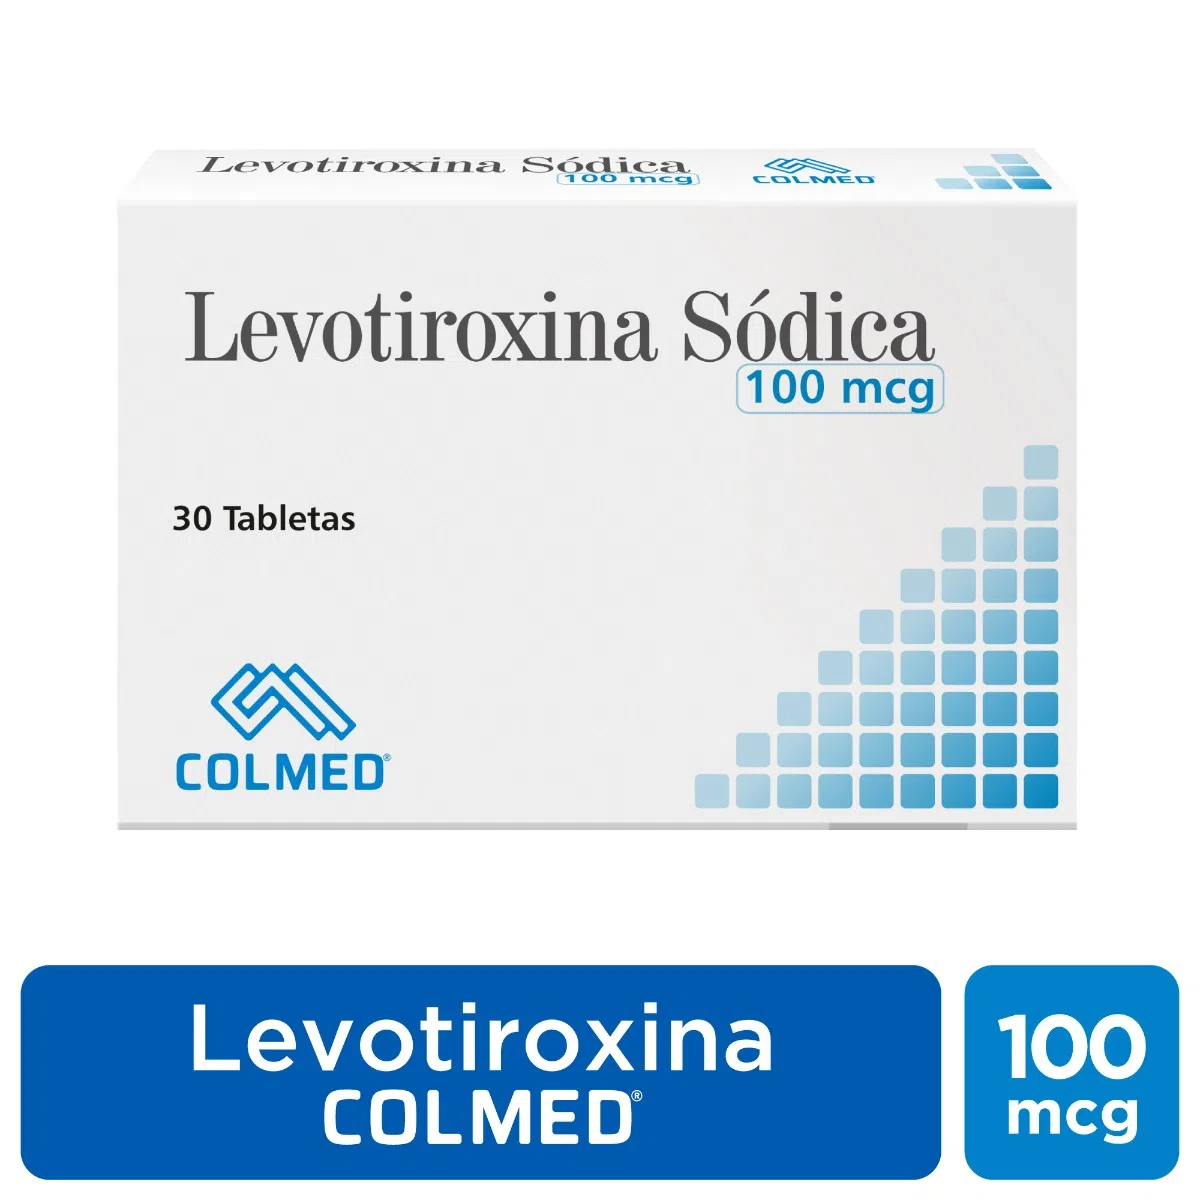 Levotiroxina Sódica
100 mcg
COLMED
Levotiroxina Sódica
100 mcg
30 Tabletas
COLMED®
Levotiroxina
COLMED®
100
mcg